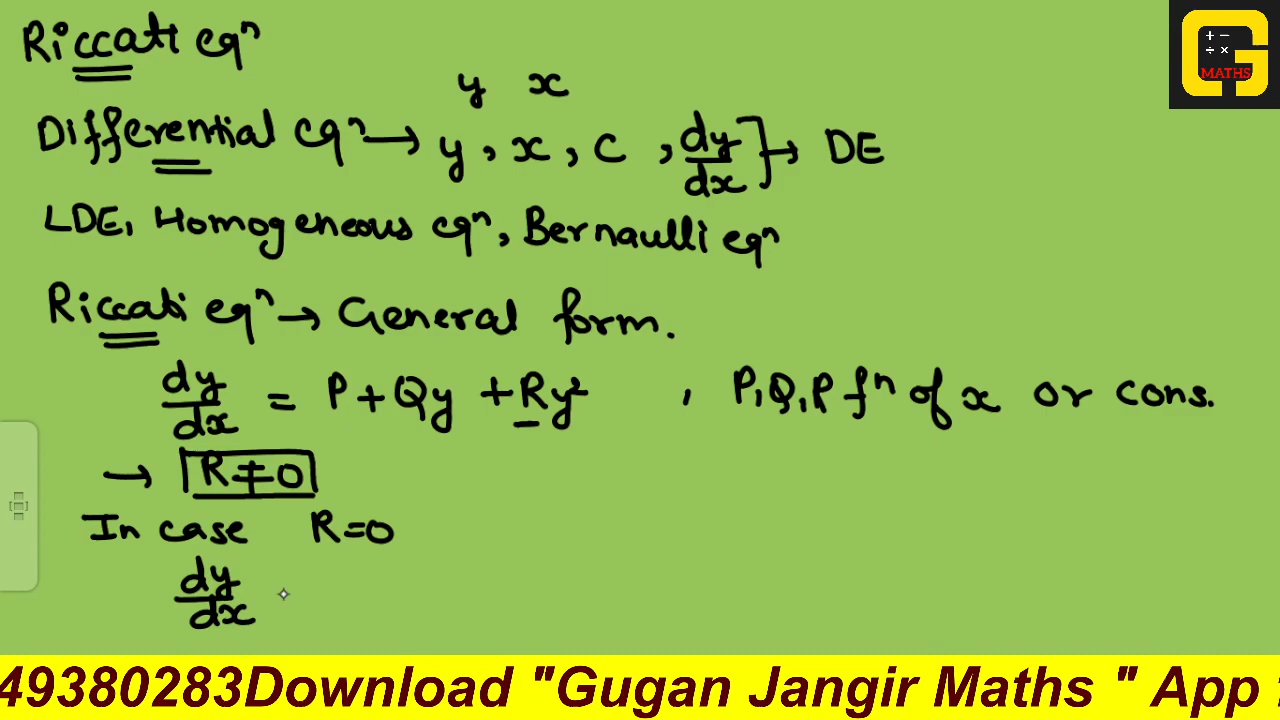 Riccati eqⁿ
+ −
÷ ×
MATHS
y x
Differential eqⁿ → y, x, C, dy/dx] → DE
LDE, Homogeneous eqⁿ, Bernaulli eqⁿ
Riccati eqⁿ → General form.
dy/dx = P + Qy + Ry² , P, Q, P fⁿ of x or cons.
→ R ≠ 0
In case R=0
dy/dx
49380283Download "Gugan Jangir Maths " App